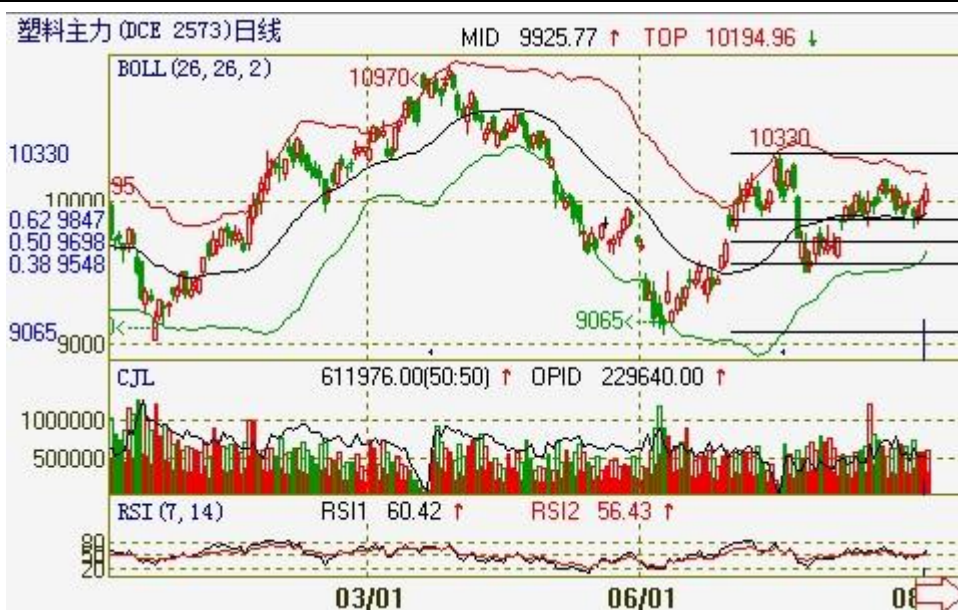 塑料主力(DCE 2573)日线
MID 9925.77 ↑ TOP 10194.96 ↓
BOLL(26,26,2)
10970
10330
10330
95
10000
0.62 9847
0.50 9698
0.38 9548
9065
9065
9000
CJL 611976.00(50:50) ↑ OPID 229640.00 ↑
1000000
500000
RSI(7,14) RSI1 60.42 ↑ RSI2 56.43 ↑
20
03/01 06/01 08